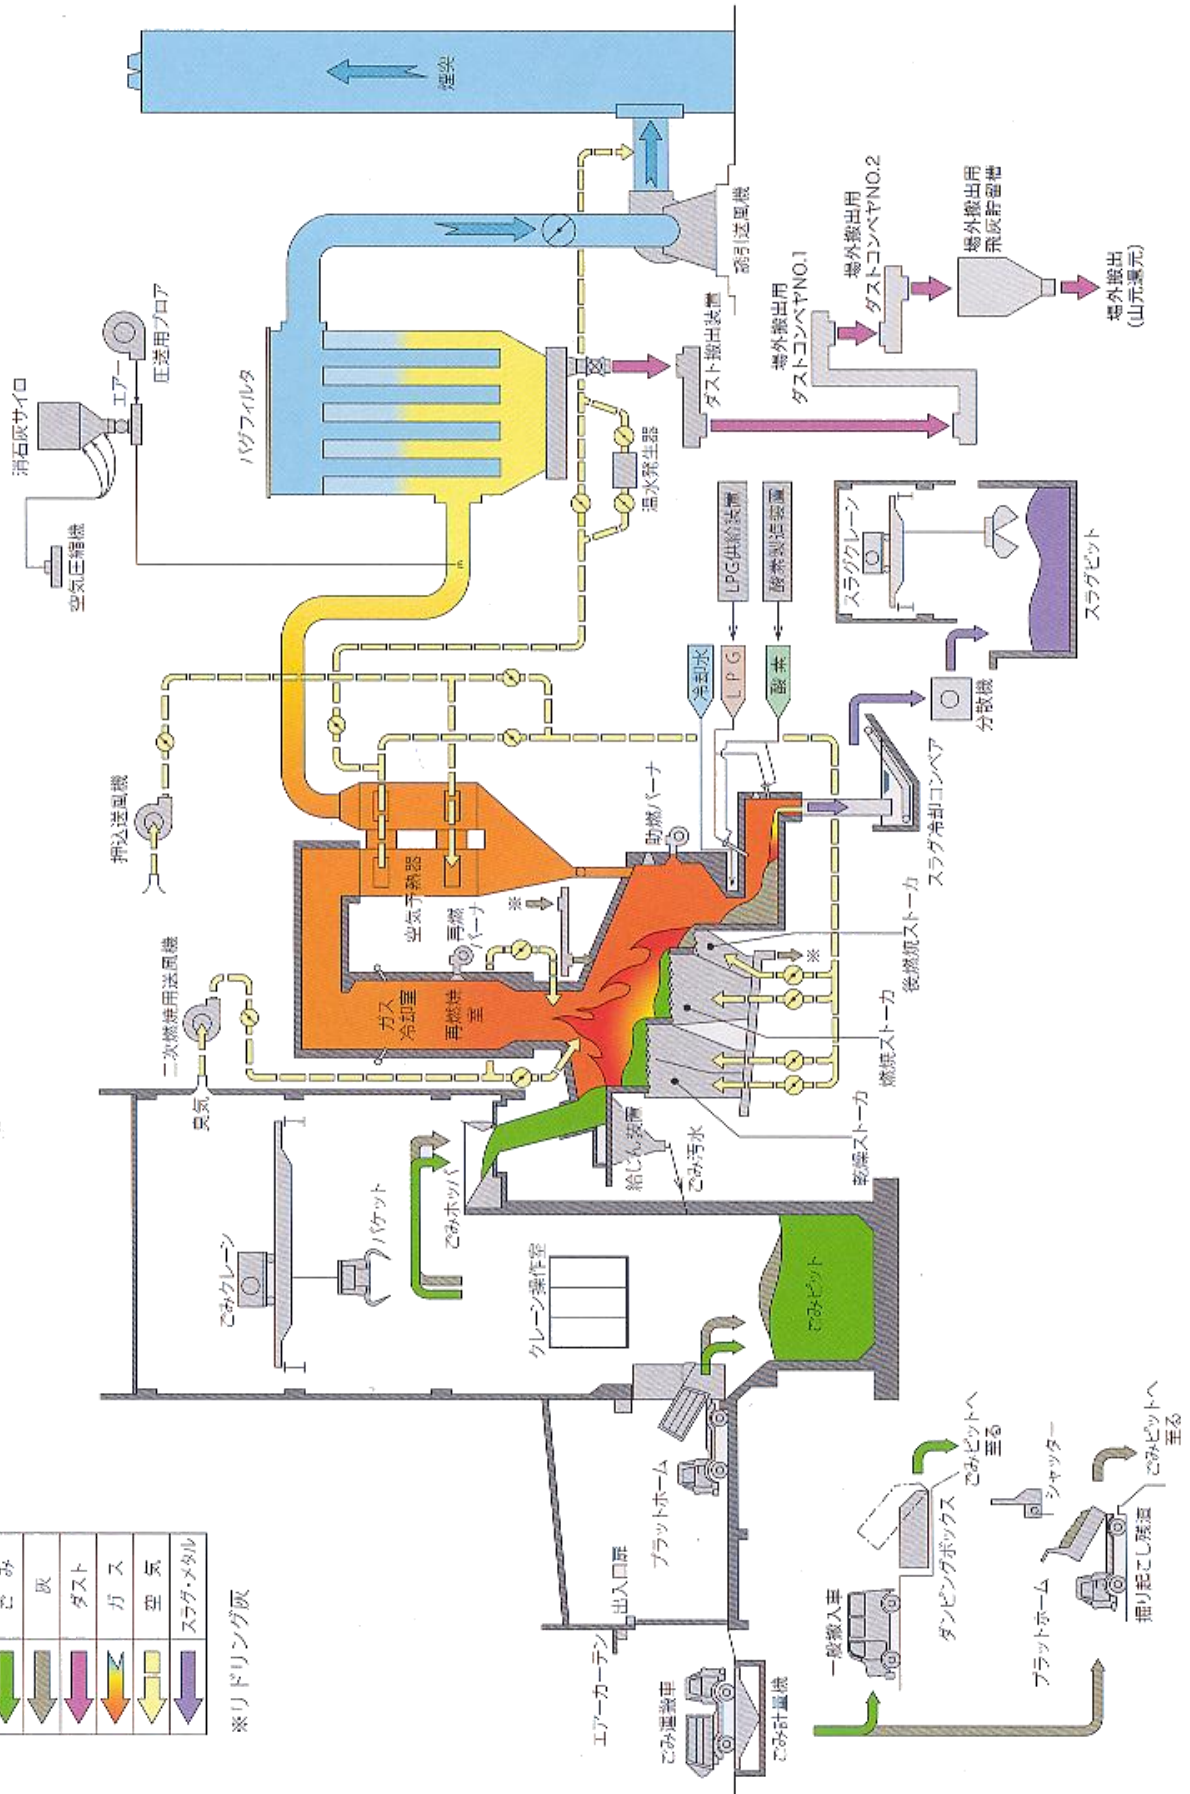 ごみ
灰
ダスト
ガス
空気
スラグ・メタル
※リドリング灰
エアーカーテン
出入口扉
ごみ運搬車
ごみ計量機
プラットホーム
一般搬入車
ダンピングボックス
ごみピットへ
至る
シャッター
プラットホーム
掘り起こし残渣
ごみピットへ
至る
ごみクレーン
バケット
ごみホッパ
クレーン操作室
ごみピット
ごみ汚水
給じん装置
臭気
二次燃焼用送風機
押込送風機
ガス
冷却室
再燃焼
室
再燃
バーナ
空気予熱器
※
助燃バーナ
乾燥ストーカ
燃焼ストーカ
後燃焼ストーカ
※
冷却水
LPG
酸素
LPG供給装置
酸素製造装置
スラグ冷却コンベア
分散機
スラグクレーン
スラグピット
空気圧縮機
消石灰サイロ
エアー
圧送用ブロア
バグフィルタ
温水発生器
ダスト搬出装置
場外搬出用
ダストコンベヤNO.1
場外搬出用
ダストコンベヤNO.2
場外搬出用
飛灰貯留槽
場外搬出
(山元還元)
誘引送風機
煙突